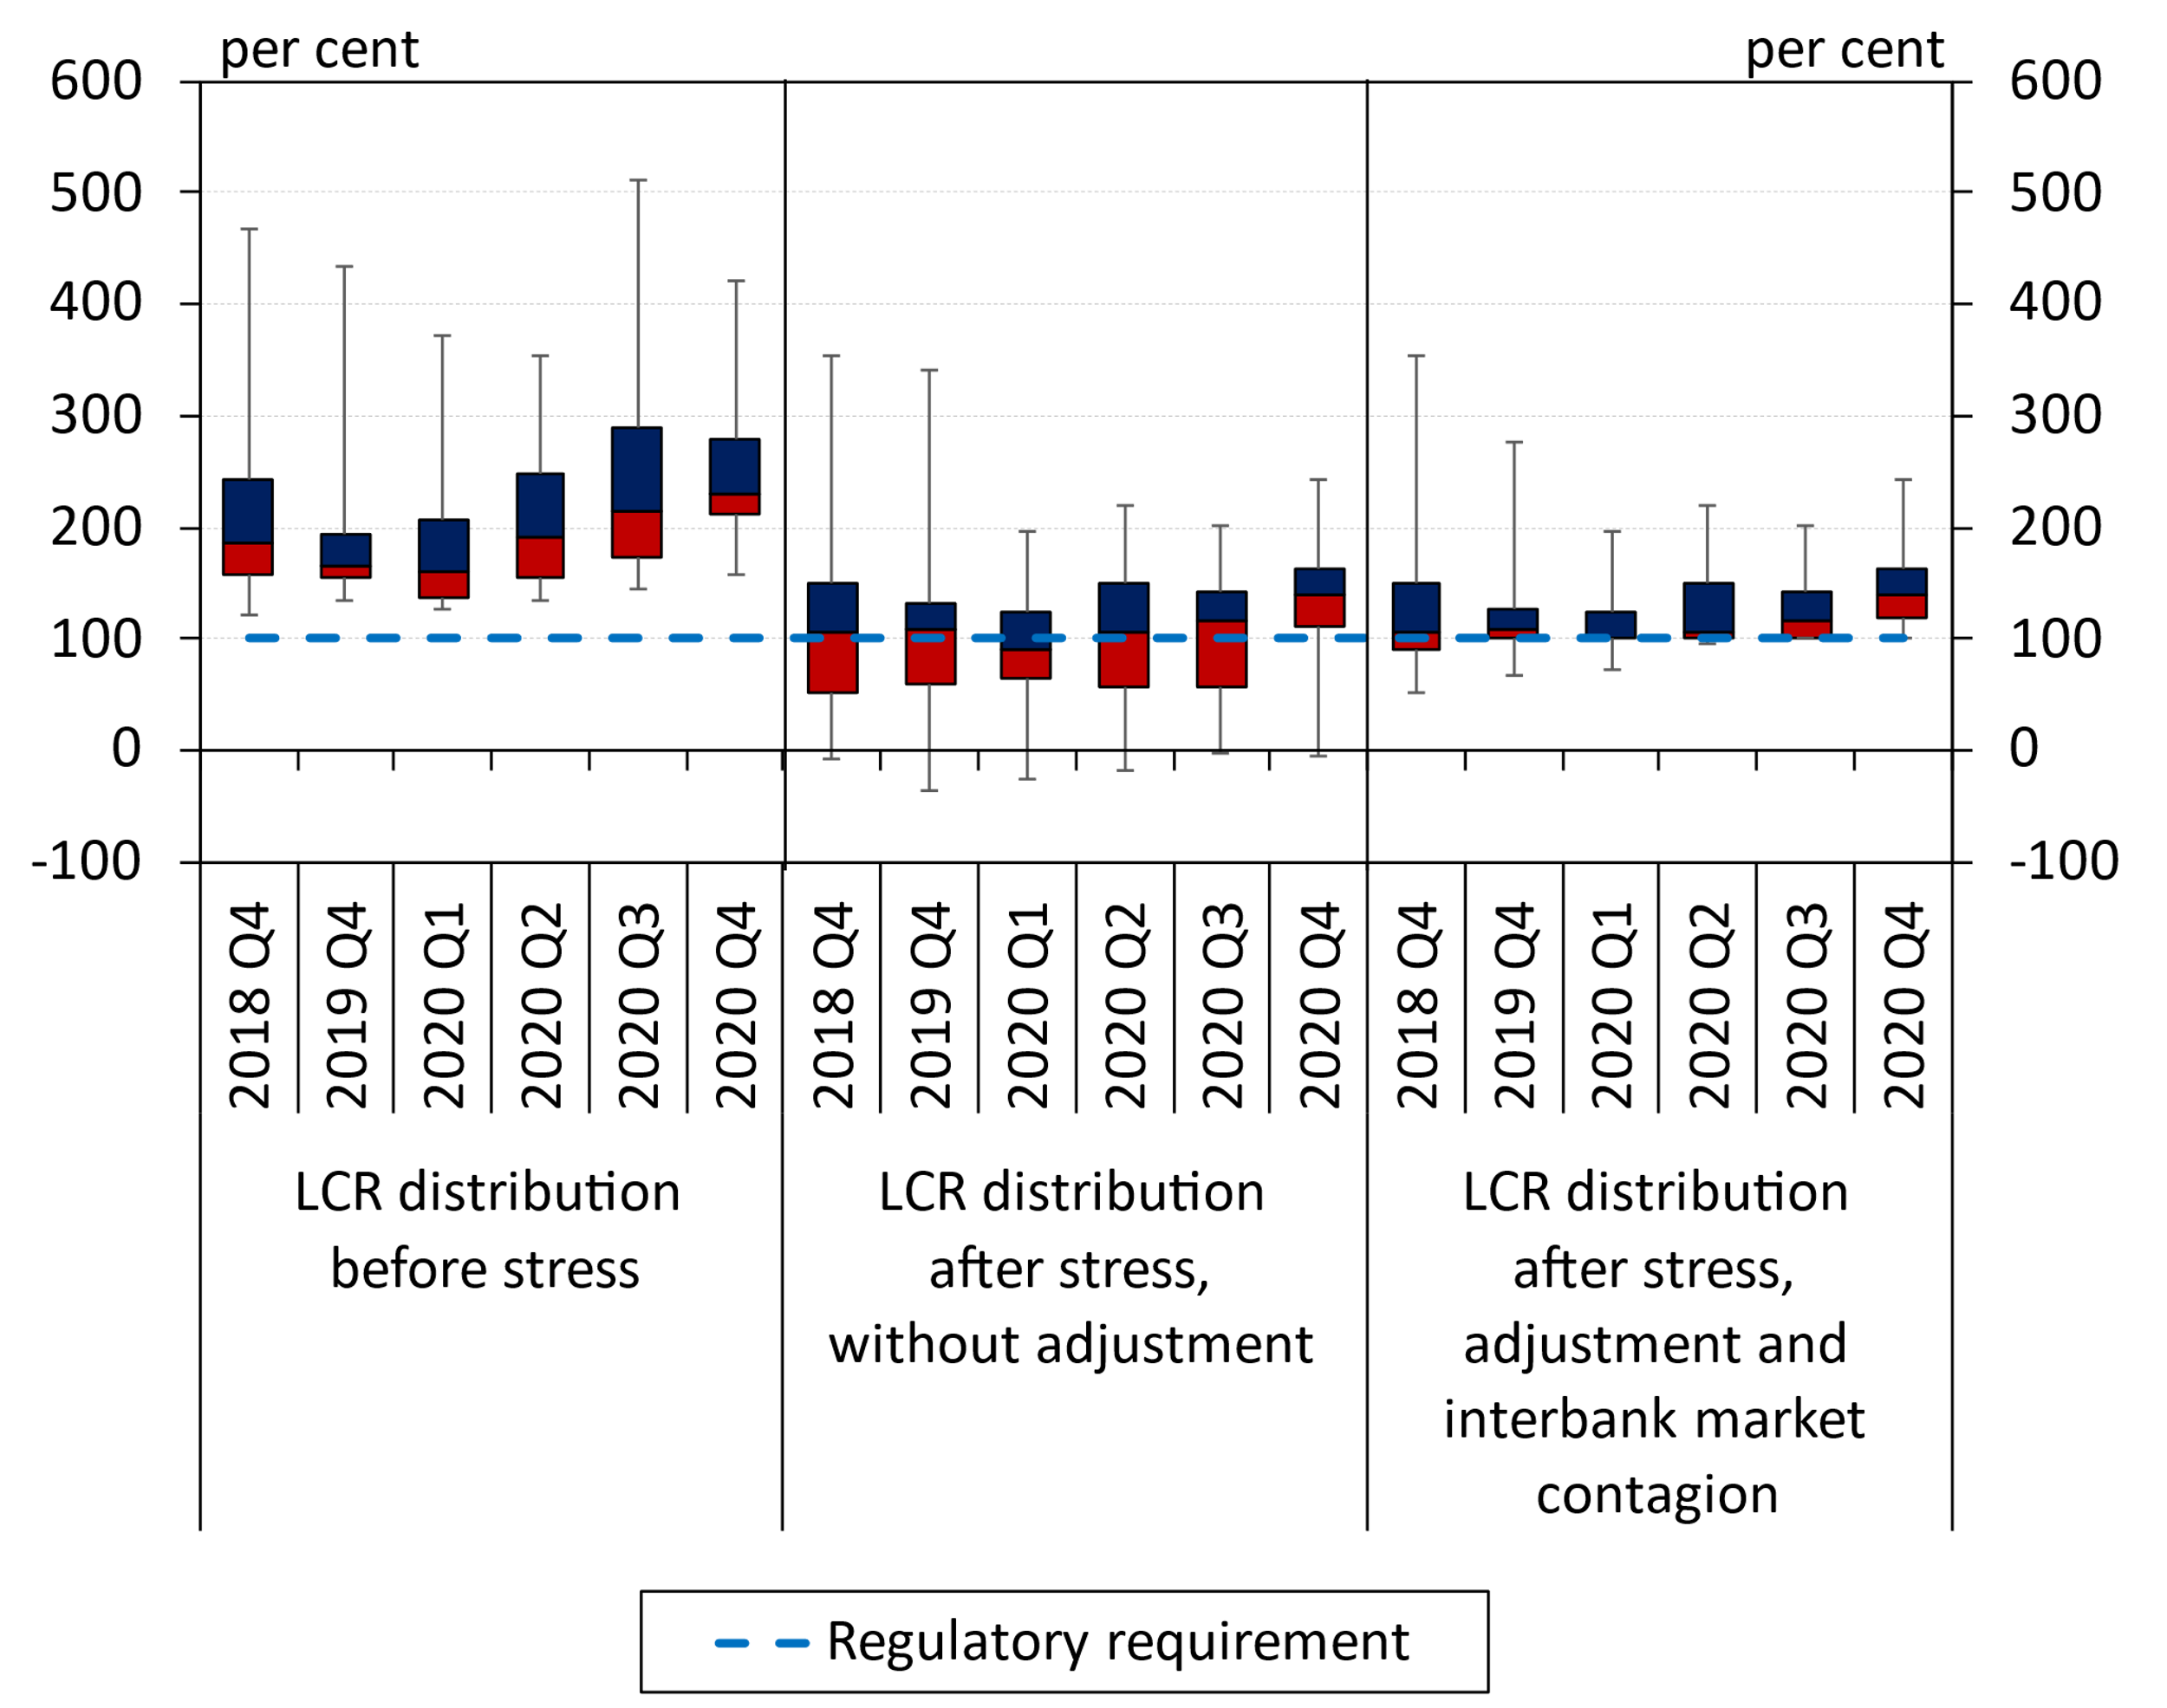 per cent per cent
600 600
500 500
400 400
300 300
200 200
100 100
0 0
-100 -100
2018 Q4 2019 Q4 2020 Q1 2020 Q2 2020 Q3 2020 Q4 2018 Q4 2019 Q4 2020 Q1 2020 Q2 2020 Q3 2020 Q4 2018 Q4 2019 Q4 2020 Q1 2020 Q2 2020 Q3 2020 Q4
LCR distribution
before stress
LCR distribution
after stress,
without adjustment
LCR distribution
after stress,
adjustment and
interbank market
contagion
Regulatory requirement